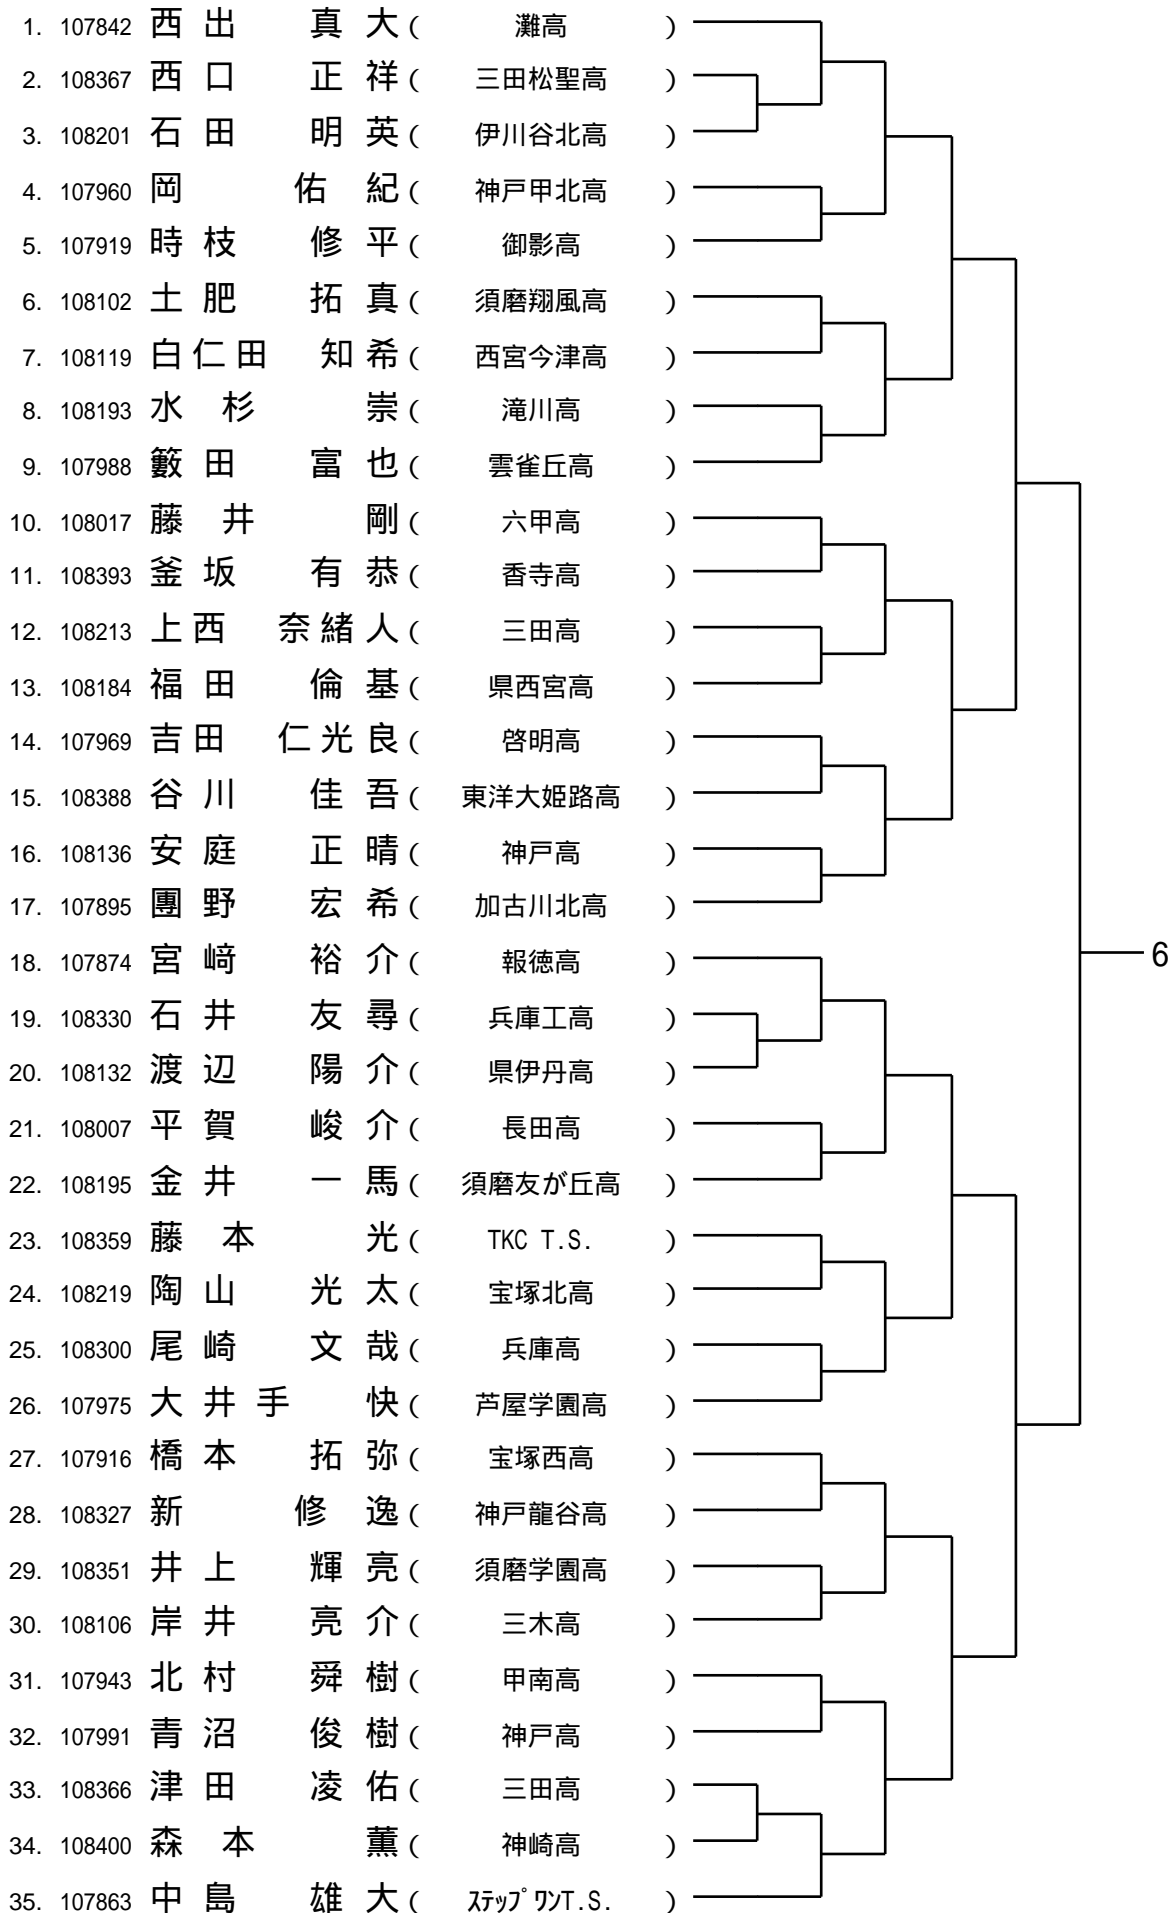 1. 107842 西出 真大 ( 灘高 )
2. 108367 西口 正祥 ( 三田松聖高 )
3. 108201 石田 明英 ( 伊川谷北高 )
4. 107960 岡 佑紀 ( 神戸甲北高 )
5. 107919 時枝 修平 ( 御影高 )
6. 108102 土肥 拓真 ( 須磨翔風高 )
7. 108119 白仁田 知希 ( 西宮今津高 )
8. 108193 水杉 崇 ( 滝川高 )
9. 107988 籔田 富也 ( 雲雀丘高 )
10. 108017 藤井 剛 ( 六甲高 )
11. 108393 釜坂 有恭 ( 香寺高 )
12. 108213 上西 奈緒人 ( 三田高 )
13. 108184 福田 倫基 ( 県西宮高 )
14. 107969 吉田 仁光良 ( 啓明高 )
15. 108388 谷川 佳吾 ( 東洋大姫路高 )
16. 108136 安庭 正晴 ( 神戸高 )
17. 107895 團野 宏希 ( 加古川北高 )
18. 107874 宮﨑 裕介 ( 報徳高 ) 6
19. 108330 石井 友尋 ( 兵庫工高 )
20. 108132 渡辺 陽介 ( 県伊丹高 )
21. 108007 平賀 峻介 ( 長田高 )
22. 108195 金井 一馬 ( 須磨友が丘高 )
23. 108359 藤本 光 ( TKC T.S. )
24. 108219 陶山 光太 ( 宝塚北高 )
25. 108300 尾崎 文哉 ( 兵庫高 )
26. 107975 大井手 快 ( 芦屋学園高 )
27. 107916 橋本 拓弥 ( 宝塚西高 )
28. 108327 新 修逸 ( 神戸龍谷高 )
29. 108351 井上 輝亮 ( 須磨学園高 )
30. 108106 岸井 亮介 ( 三木高 )
31. 107943 北村 舜樹 ( 甲南高 )
32. 107991 青沼 俊樹 ( 神戸高 )
33. 108366 津田 凌佑 ( 三田高 )
34. 108400 森本 薫 ( 神崎高 )
35. 107863 中島 雄大 ( ｽﾃｯﾌﾟﾜﾝT.S. )